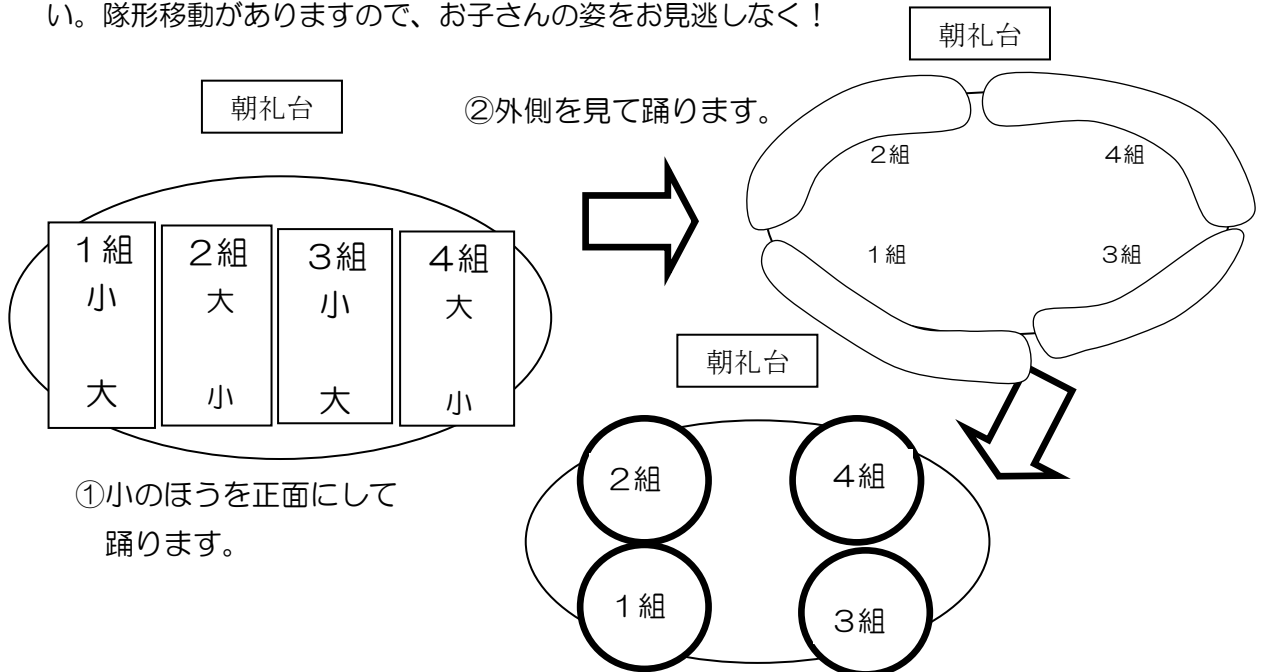 い。隊形移動がありますので、お子さんの姿をお見逃しなく！
朝礼台
②外側を見て踊ります。
朝礼台
2組
4組
1組
3組
1組
小
大
2組
大
小
3組
小
大
4組
大
小
①小のほうを正面にして
踊ります。
朝礼台
2組
4組
1組
3組